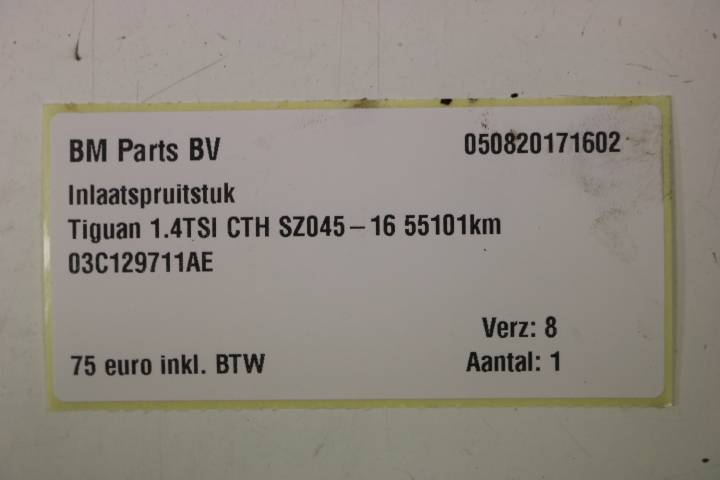 BM Parts BV 050820171602
Inlaatspruitstuk
Tiguan 1.4TSI CTH SZ045-16 55101km
03C129711AE
Verz: 8
75 euro inkl. BTW Aantal: 1